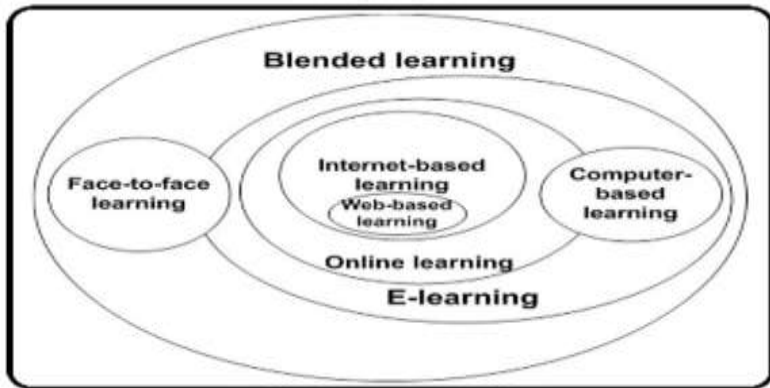 Blended learning
Face-to-face
learning
Internet-based
learning
Web-based
learning
Computer-
based
learning
Online learning
E-learning